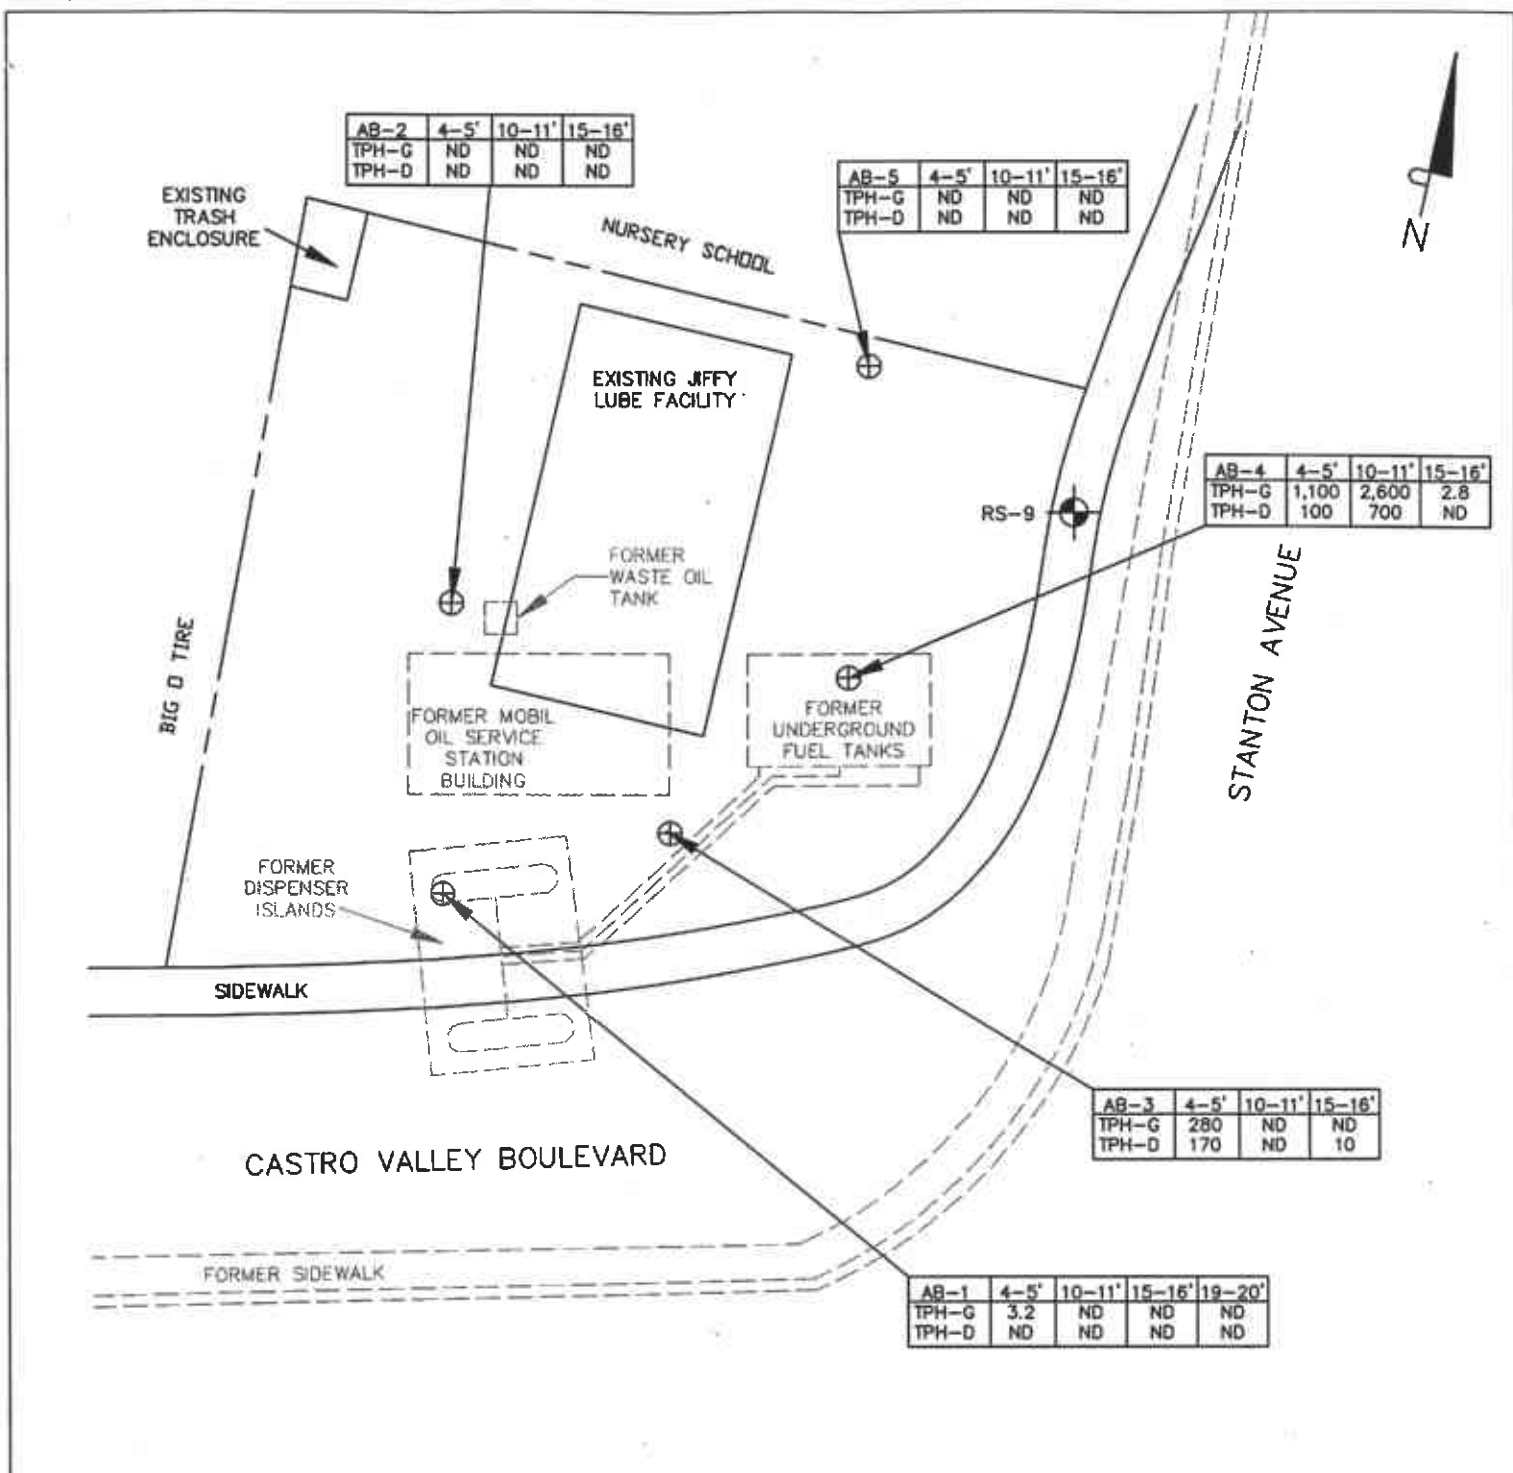 AB-2 4-5' 10-11' 15-16'
TPH-G ND ND ND
TPH-D ND ND ND
AB-5 4-5' 10-11' 15-16'
TPH-G ND ND ND
TPH-D ND ND ND
EXISTING
TRASH
ENCLOSURE
NURSERY SCHOOL
N
EXISTING JIFFY
LUBE FACILITY
AB-4 4-5' 10-11' 15-16'
TPH-G 1,100 2,600 2.8
TPH-D 100 700 ND
RS-9
FORMER
WASTE OIL
TANK
BIG O TIRE
STANTON AVENUE
FORMER MOBIL
OIL SERVICE
STATION
BUILDING
FORMER
UNDERGROUND
FUEL TANKS
FORMER
DISPENSER
ISLANDS
SIDEWALK
AB-3 4-5' 10-11' 15-16'
TPH-G 280 ND ND
TPH-D 170 ND 10
CASTRO VALLEY BOULEVARD
FORMER SIDEWALK
AB-1 4-5' 10-11' 15-16' 19-20'
TPH-G 3.2 ND ND ND
TPH-D ND ND ND ND